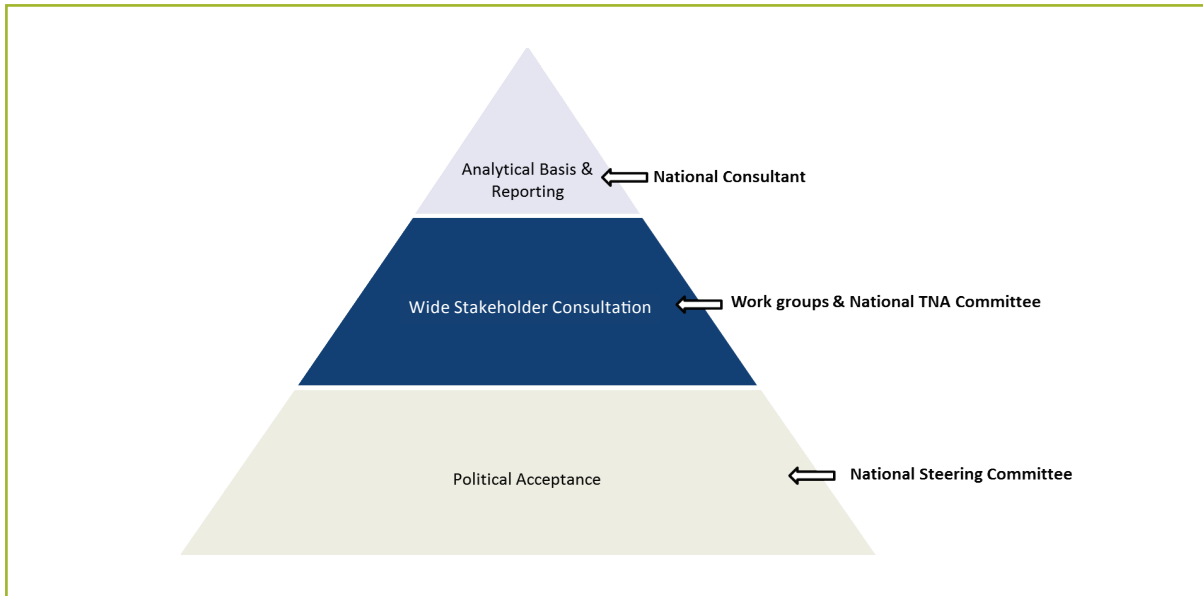 Analytical Basis &
Reporting
National Consultant
Wide Stakeholder Consultation
Work groups & National TNA Committee
Political Acceptance
National Steering Committee